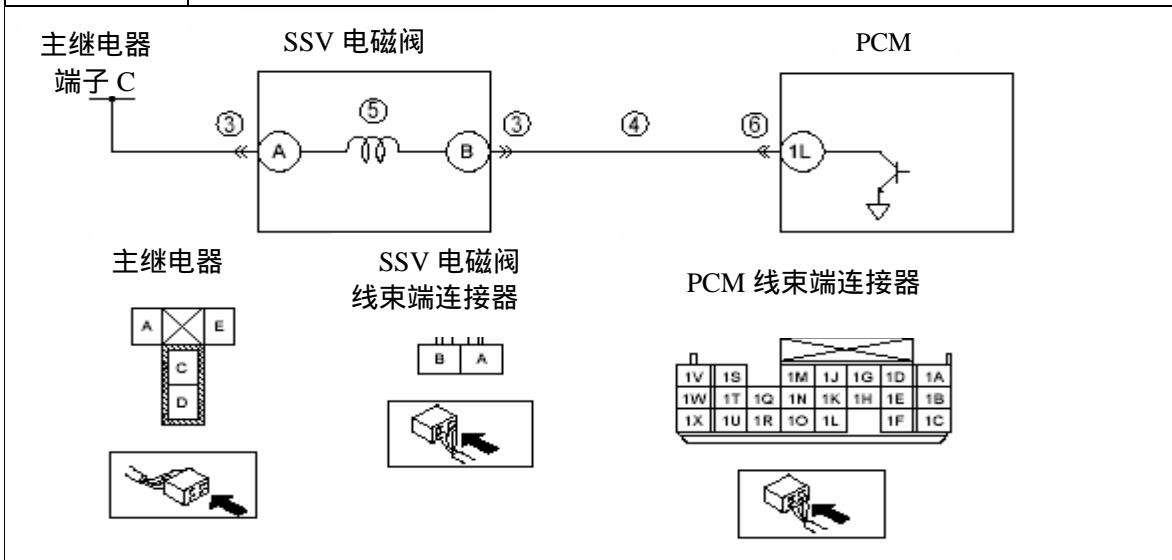 主继电器
端子 C
SSV 电磁阀
PCM
③
⑤
③
④
⑥
A
B
1L
主继电器
SSV 电磁阀
线束端连接器
PCM 线束端连接器
A E
C
D
B A
1V 1S 1M 1J 1G 1D 1A
1W 1T 1Q 1N 1K 1H 1E 1B
1X 1U 1R 1O 1L 1F 1C